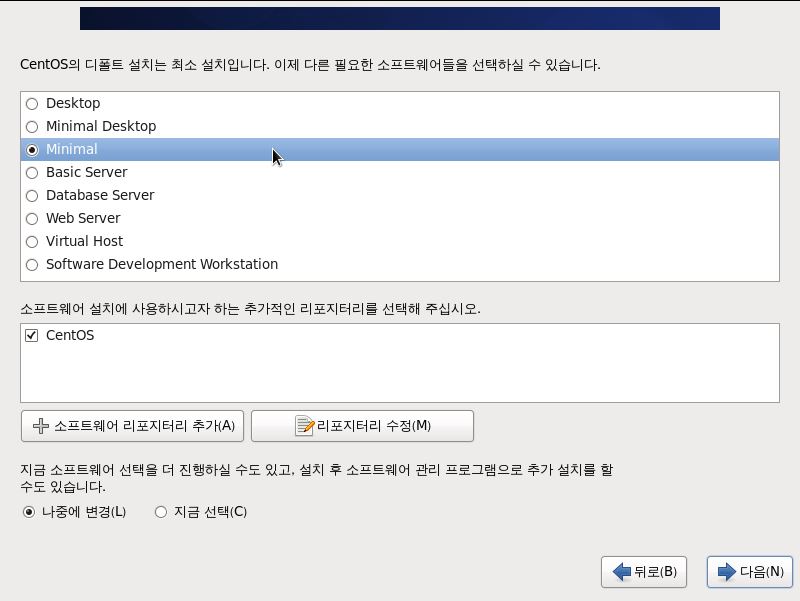 CentOS의 디폴트 설치는 최소 설치입니다. 이제 다른 필요한 소프트웨어들을 선택하실 수 있습니다.
Desktop
Minimal Desktop
Minimal
Basic Server
Database Server
Web Server
Virtual Host
Software Development Workstation
소프트웨어 설치에 사용하시고자 하는 추가적인 리포지터리를 선택해 주십시오.
CentOS
소프트웨어 리포지터리 추가(A) 리포지터리 수정(M)
지금 소프트웨어 선택을 더 진행하실 수도 있고, 설치 후 소프트웨어 관리 프로그램으로 추가 설치를 할
수도 있습니다.
나중에 변경(L) 지금 선택(C)
뒤로(B) 다음(N)